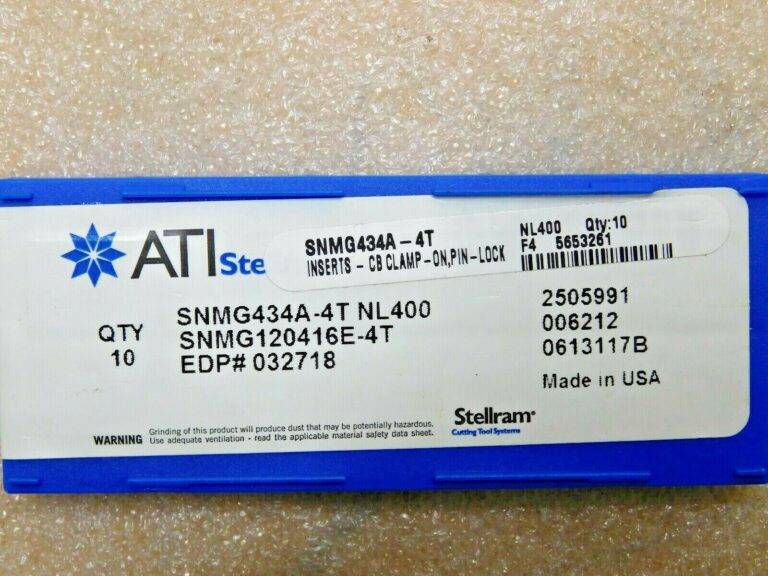 ATI Ste
SNMG434A-4T
INSERTS - CB CLAMP-ON,PIN-LOCK
NL400 Qty:10
F4 5653261
QTY
10
SNMG434A-4T NL400
SNMG120416E-4T
EDP# 032718
2505991
006212
0613117B
Made in USA
WARNING Grinding of this product will produce dust that may be potentially hazardous.
Use adequate ventilation - read the applicable material safety data sheet.
Stellram®
Cutting Tool Systems